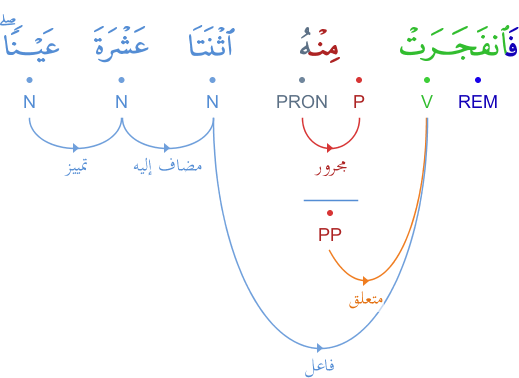 فَٱنفَجَرَتْ مِنْهُ ٱثْنَتَا عَشْرَةَ عَيْنًا ۖ
REM V P PRON N N N
مجرور مضاف إليه تمييز
PP
متعلق
فاعل